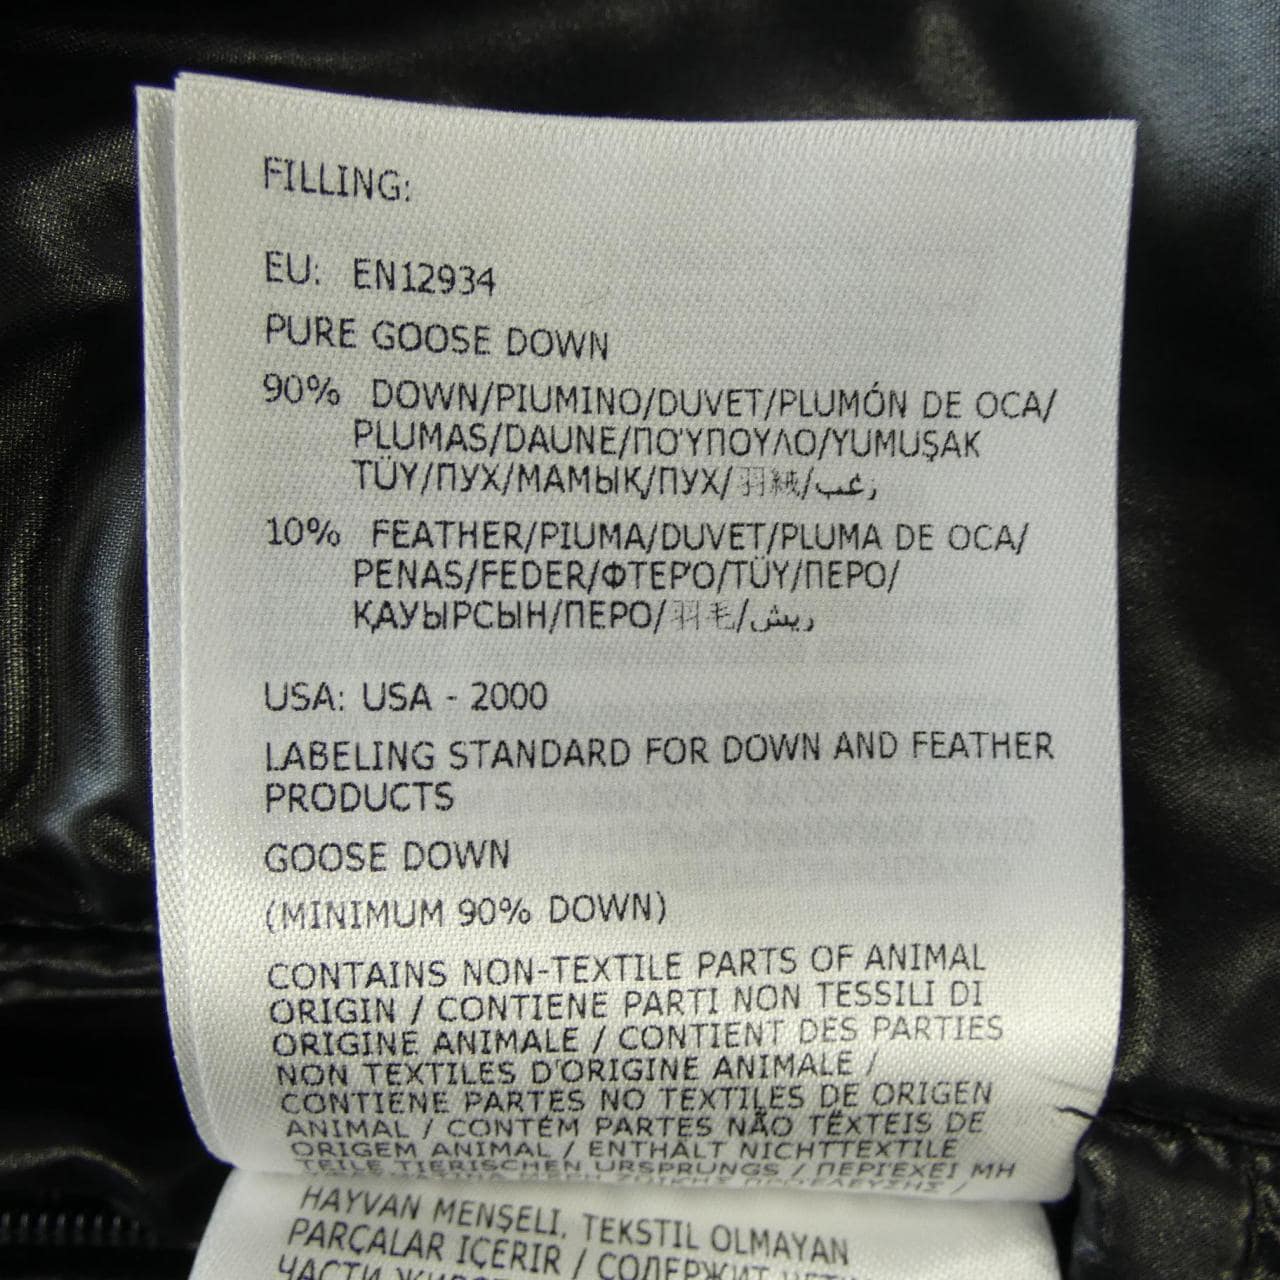 FILLING:
EU: EN12934
PURE GOOSE DOWN
90% DOWN/PIUMINO/DUVET/PLUMÓN DE OCA/
PLUMAS/DAUNE/ΠΟΎΠΟΥΛΟ/YUMUŞAK
TÜY/ПУХ/МАМЫҚ/ПУХ/羽絨/زغب
10% FEATHER/PIUMA/DUVET/PLUMA DE OCA/
PENAS/FEDER/ΦΤΕΡΌ/TÜY/ПЕРО/
ҚАУЫРСЫН/ПЕРО/羽毛/ريش
USA: USA - 2000
LABELING STANDARD FOR DOWN AND FEATHER
PRODUCTS
GOOSE DOWN
(MINIMUM 90% DOWN)
CONTAINS NON-TEXTILE PARTS OF ANIMAL
ORIGIN / CONTIENE PARTI NON TESSILI DI
ORIGINE ANIMALE / CONTIENT DES PARTIES
NON TEXTILES D'ORIGINE ANIMALE /
CONTIENE PARTES NO TEXTILES DE ORIGEN
ANIMAL / CONTÉM PARTES NÃO TÊXTEIS DE
ORIGEM ANIMAL / ENTHÄLT NICHTTEXTILE
TEILE TIERISCHEN URSPRUNGS / ΠΕΡΙΈΧΕΙ ΜΗ
HAYVAN MENŞELI, TEKSTIL OLMAYAN
PARÇALAR IÇERIR / СОДЕРЖИТ
ЧАСТИ